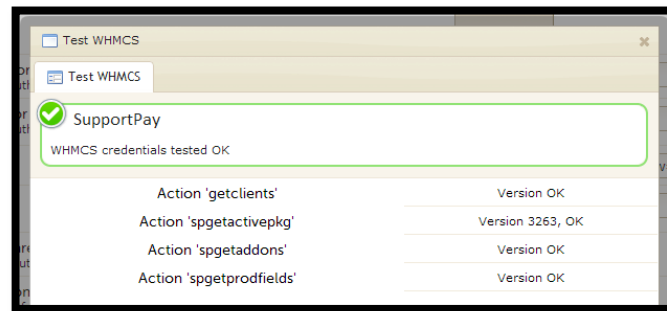 Test WHMCS
Test WHMCS
SupportPay
WHMCS credentials tested OK
Action 'getclients' Version OK
Action 'spgetactivepkg' Version 3263, OK
Action 'spgetaddons' Version OK
Action 'spgetprodfields' Version OK